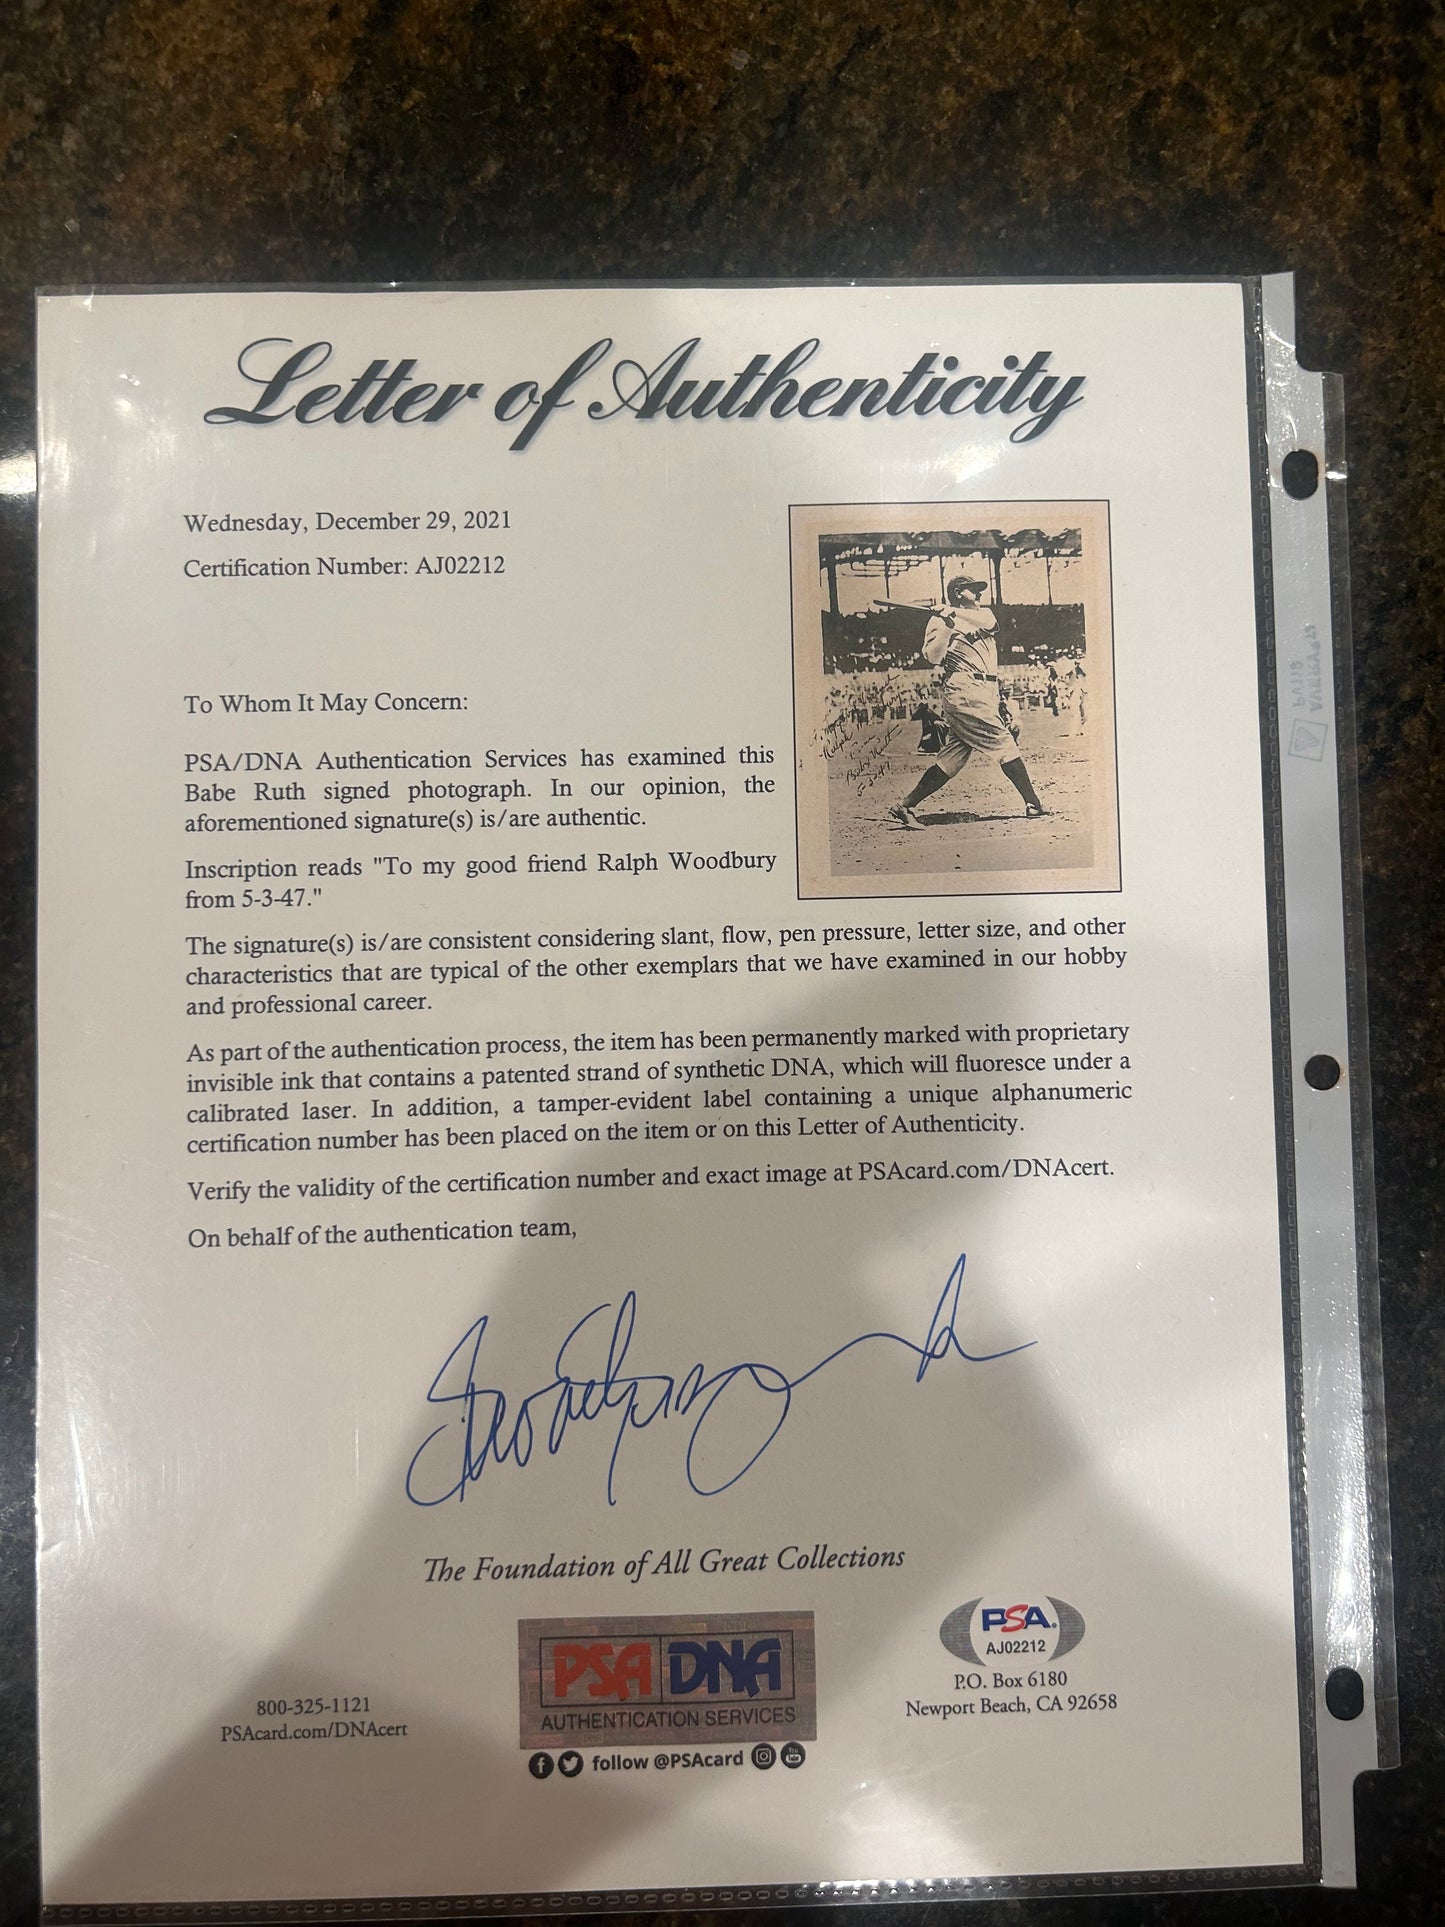 Letter of Authenticity
Wednesday, December 29, 2021
Certification Number: AJ02212
To Whom It May Concern:
PSA/DNA Authentication Services has examined this
Babe Ruth signed photograph. In our opinion, the
aforementioned signature(s) is/are authentic.
Inscription reads "To my good friend Ralph Woodbury
from 5-3-47."
Babe Ruth
The signature(s) is/are consistent considering slant, flow, pen pressure, letter size, and other
characteristics that are typical of the other exemplars that we have examined in our hobby
and professional career.
As part of the authentication process, the item has been permanently marked with proprietary
invisible ink that contains a patented strand of synthetic DNA, which will fluoresce under a
calibrated laser. In addition, a tamper-evident label containing a unique alphanumeric
certification number has been placed on the item or on this Letter of Authenticity.
Verify the validity of the certification number and exact image at PSAcard.com/DNAcert.
On behalf of the authentication team,
The Foundation of All Great Collections
800-325-1121
PSAcard.com/DNAcert
PSA DNA
AUTHENTICATION SERVICES
follow @PSAcard
PSA
AJ02212
P.O. Box 6180
Newport Beach, CA 92658